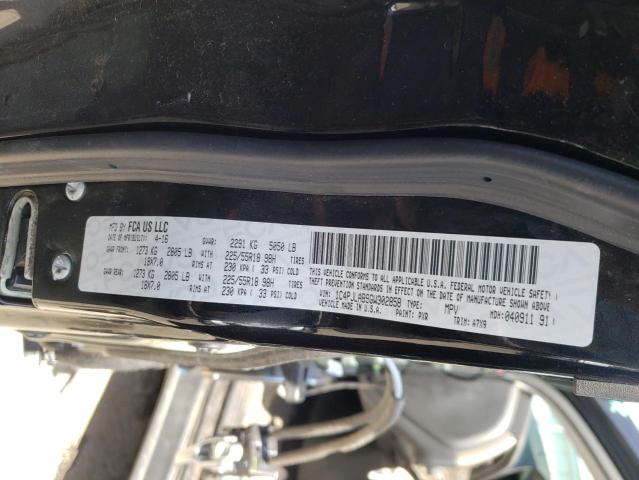 MFD BY FCA US LLC
DATE OF MFR 4-16 GVWR: 2291 KG 5050 LB
GAWR FRONT: 1273 KG 2805 LB WITH 225/55R18 98H TIRES
18X7.0 RIMS AT 230 KPA ( 33 PSI) COLD
GAWR REAR: 1273 KG 2805 LB WITH 225/55R18 98H TIRES
18X7.0 RIMS AT 230 KPA ( 33 PSI) COLD
THIS VEHICLE CONFORMS TO ALL APPLICABLE U.S.A. FEDERAL MOTOR VEHICLE SAFETY,
THEFT PREVENTION STANDARDS IN EFFECT ON THE DATE OF MANUFACTURE SHOWN ABOVE.
VIN: TYPE: MPV MDH: 040911 91
VEHICLE MADE IN U.S.A. PAINT: PXR TRIM: A7X9